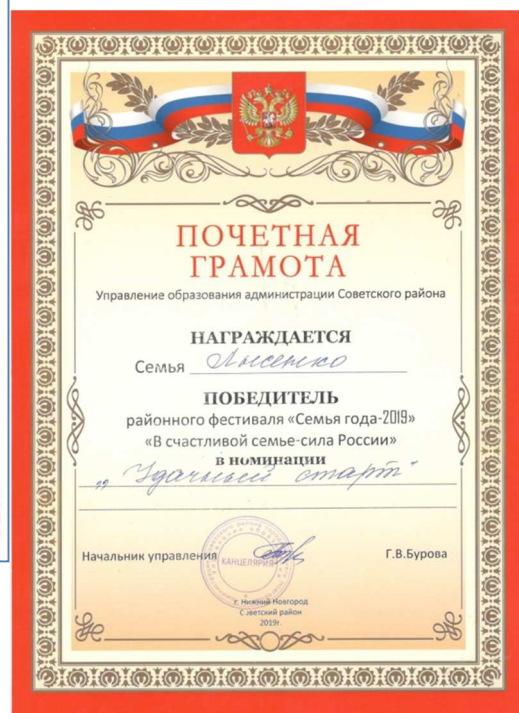 ПОЧЕТНАЯ
ГРАМОТА
Управление образования администрации Советского района
НАГРАЖДАЕТСЯ
Семья Лысенко
ПОБЕДИТЕЛЬ
районного фестиваля «Семья года-2019»
«В счастливой семье-сила России»
в номинации
„Удачный старт"
Начальник управления
КАНЦЕЛЯРИЯ
Г.В.Бурова
г. Нижний Новгород
Советский район
2019г.